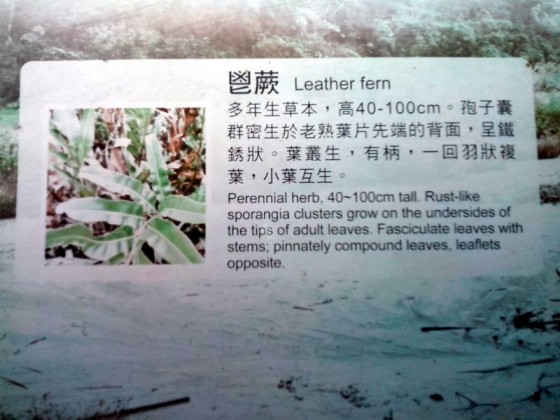 鬯蕨 Leather fern
多年生草本，高40-100cm。孢子囊
群密生於老熟葉片先端的背面，呈鐵
銹狀。葉叢生，有柄，一回羽狀複
葉，小葉互生。
Perennial herb, 40~100cm tall. Rust-like
sporangia clusters grow on the undersides of
the tips of adult leaves. Fasciculate leaves with
stems; pinnately compound leaves, leaflets
opposite.